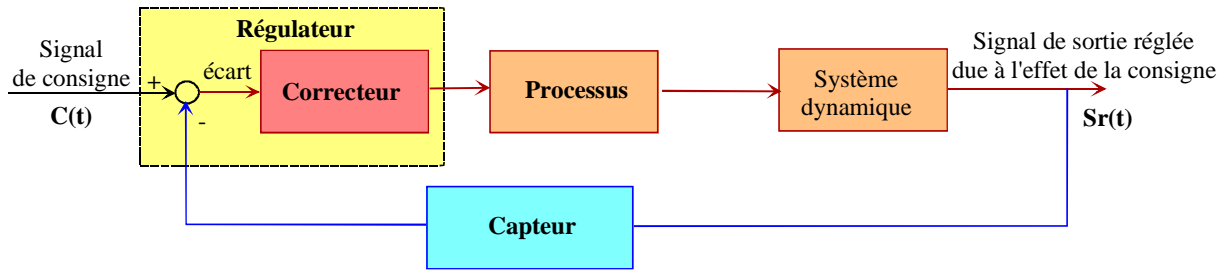 Régulateur
Signal
de consigne
+
écart
C(t)
-
Correcteur
Processus
Système
dynamique
Signal de sortie réglée
due à l'effet de la consigne
Sr(t)
Capteur